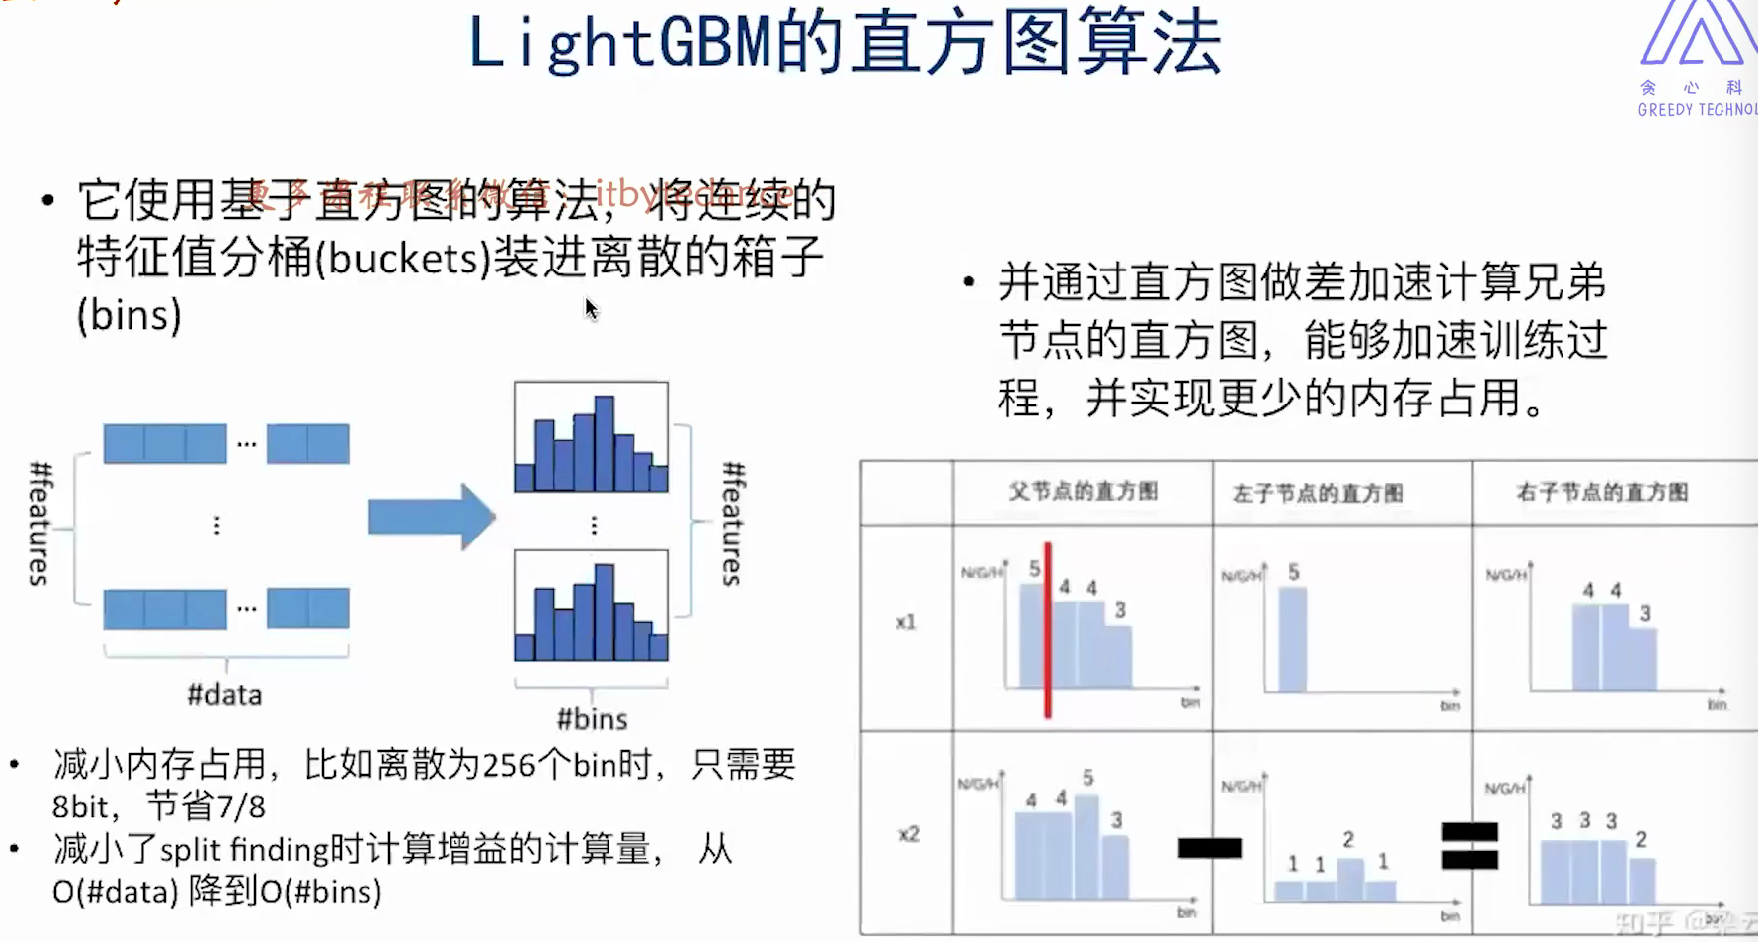 LightGBM的直方图算法
贪 心 科
GREEDY TECHNOL
更多课程联系微信：itbytedance
• 它使用基于直方图的算法，将连续的
特征值分桶(buckets)装进离散的箱子
(bins)
#features
...
#data
#features
#bins
• 减小内存占用，比如离散为256个bin时，只需要
8bit，节省7/8
• 减小了split finding时计算增益的计算量， 从
O(#data) 降到O(#bins)
• 并通过直方图做差加速计算兄弟
节点的直方图，能够加速训练过
程，并实现更少的内存占用。
父节点的直方图 左子节点的直方图 右子节点的直方图
x1
N/G/H 5 4 4 3 bin
N/G/H 5 bin
N/G/H 4 4 3 bin
x2
N/G/H 4 4 5 3 bin
N/G/H 1 1 2 1 bin
N/G/H 3 3 3 2 bin
知乎